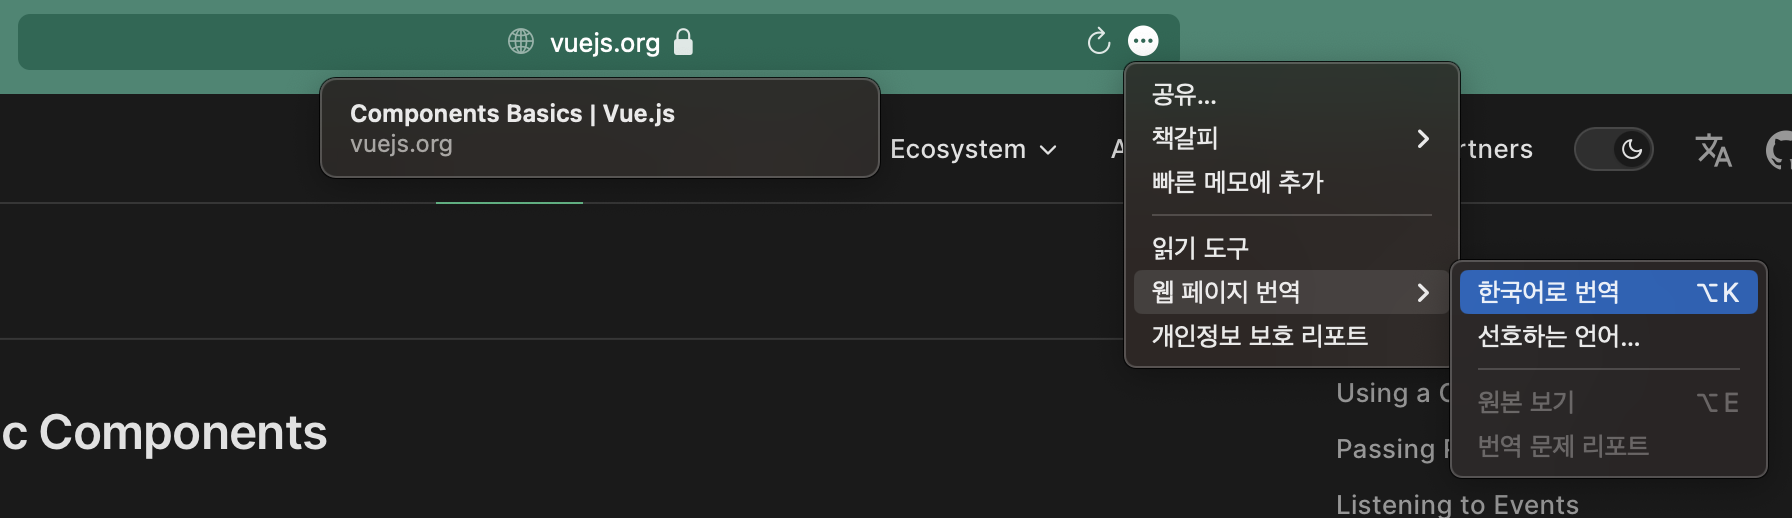 vuejs.org
Components Basics | Vue.js
vuejs.org
Ecosystem
공유...
책갈피
빠른 메모에 추가
읽기 도구
웹 페이지 번역
개인정보 보호 리포트
한국어로 번역 ⌥K
선호하는 언어...
원본 보기 ⌥E
번역 문제 리포트
c Components
Using a
Passing
Listening to Events